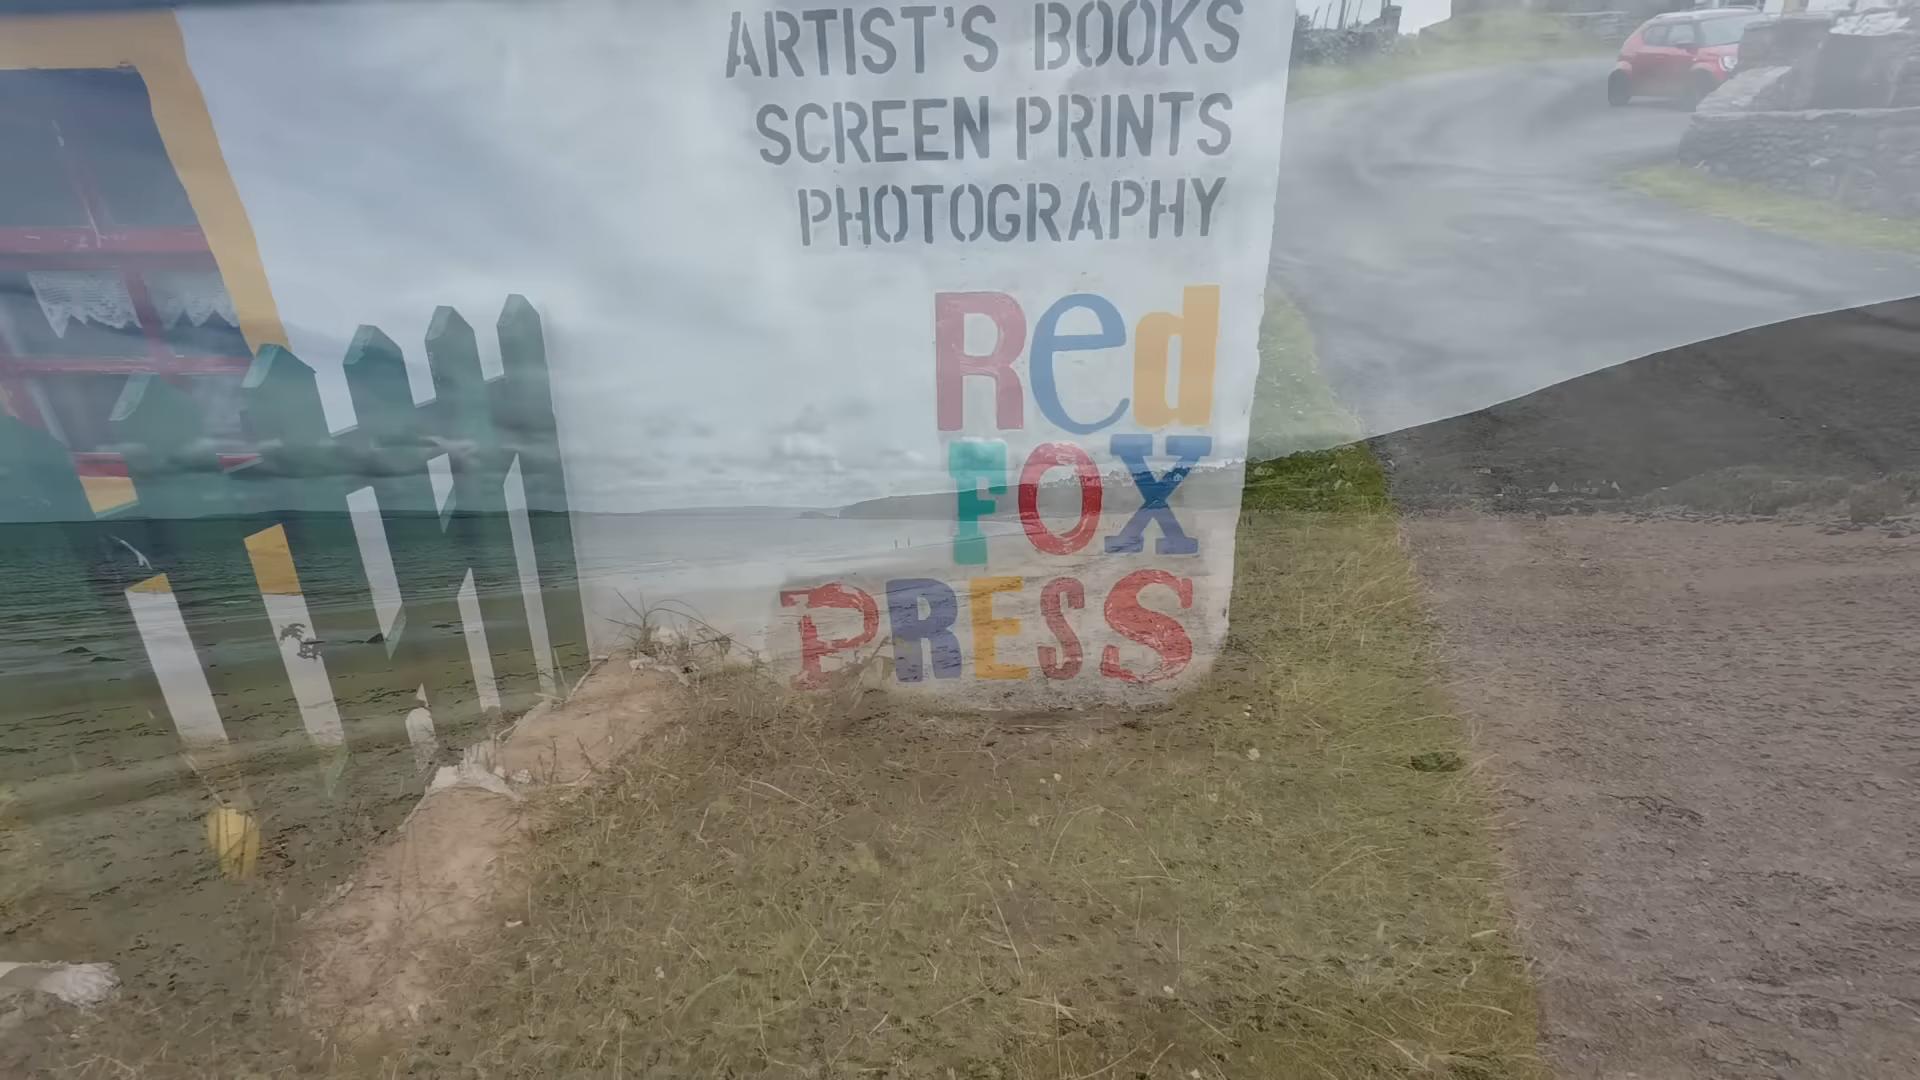 ARTIST'S BOOKS
SCREEN PRINTS
PHOTOGRAPHY
Red
FOX
PRESS